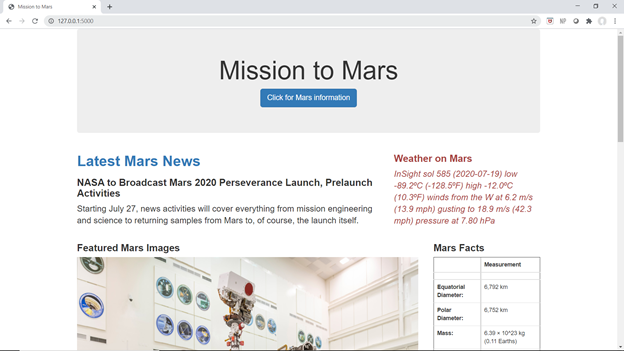 Mission to Mars
127.0.0.1:5000
Mission to Mars
Click for Mars information
Latest Mars News
NASA to Broadcast Mars 2020 Perseverance Launch, Prelaunch
Activities
Starting July 27, news activities will cover everything from mission engineering
and science to returning samples from Mars to, of course, the launch itself.
Weather on Mars
InSight sol 585 (2020-07-19) low
-89.2ºC (-128.5ºF) high -12.0ºC
(10.3ºF) winds from the W at 6.2 m/s
(13.9 mph) gusting to 18.9 m/s (42.3
mph) pressure at 7.80 hPa
Featured Mars Images
Mars Facts
Measurement
Equatorial
Diameter:
6,792 km
Polar
Diameter:
6,752 km
Mass:
6.39 × 10^23 kg
(0.11 Earths)